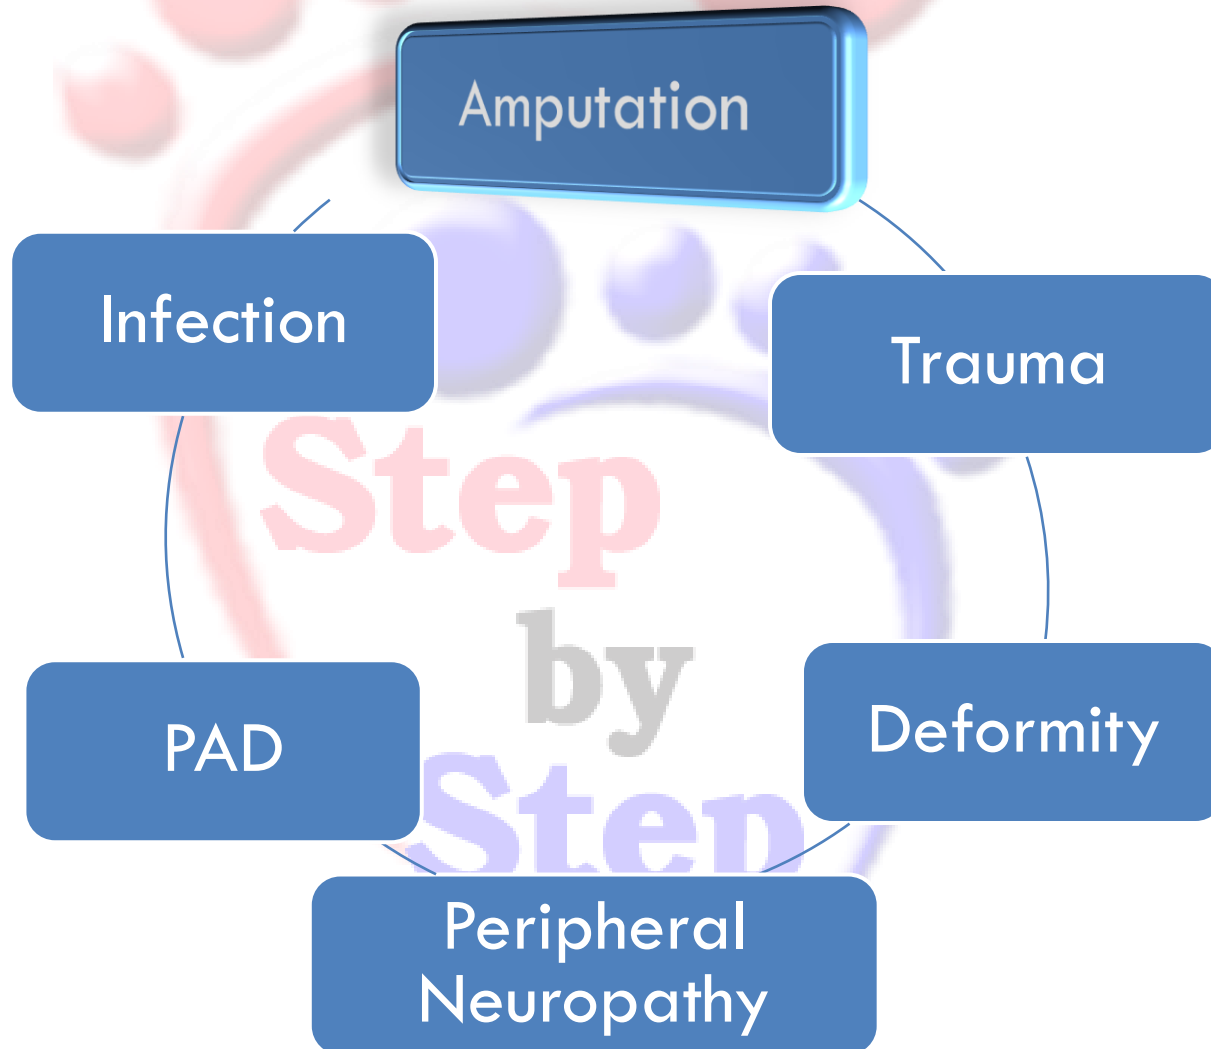 Amputation
Infection
Trauma
Step
by
Step
PAD
Deformity
Peripheral
Neuropathy